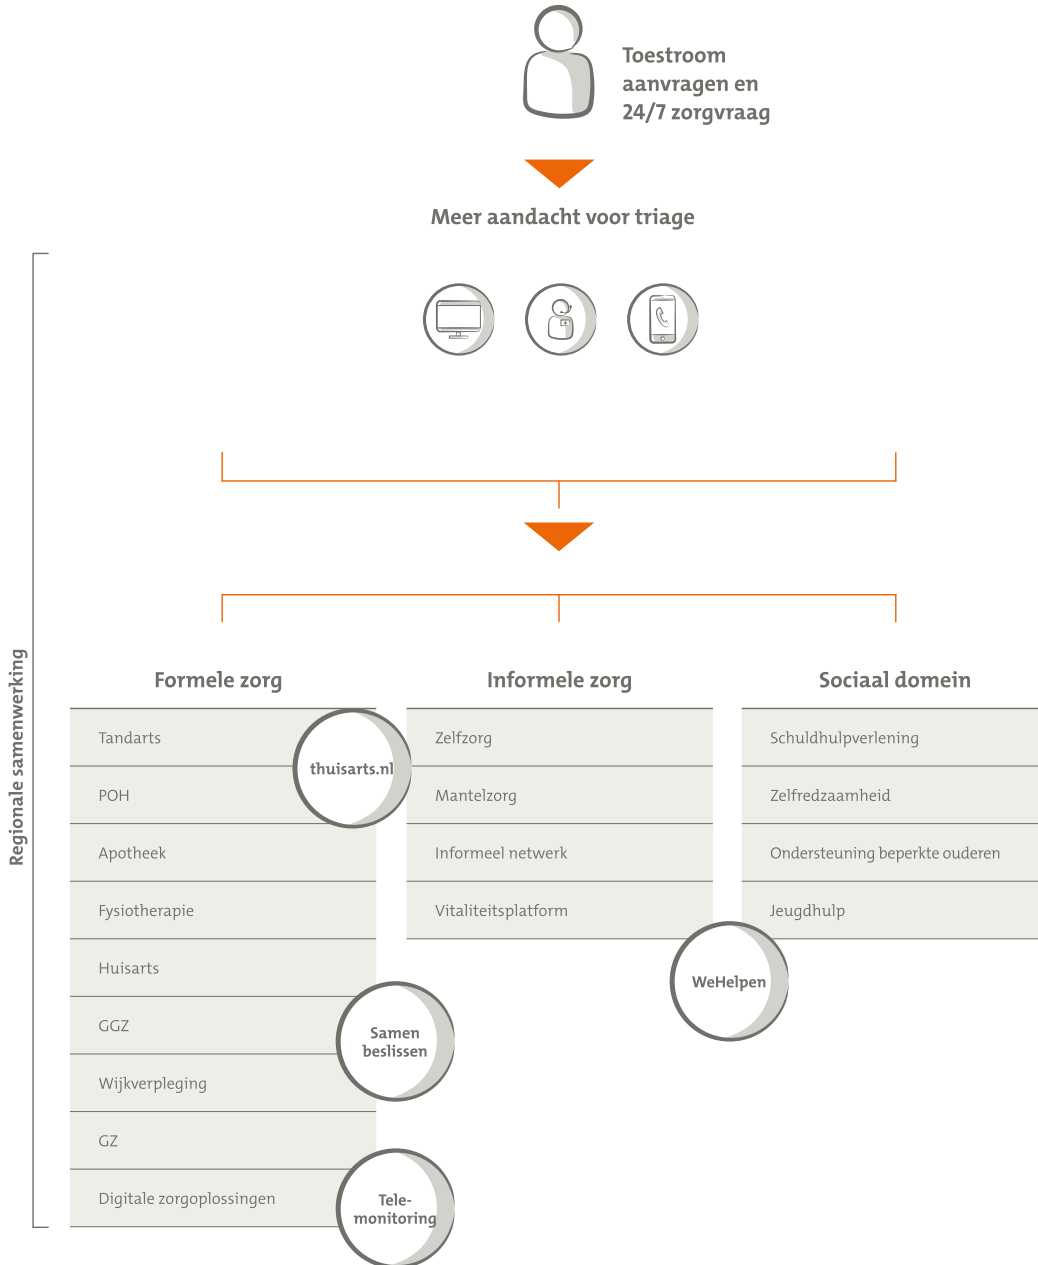 Toestroom
aanvragen en
24/7 zorgvraag
Meer aandacht voor triage
Regionale samenwerking
Formele zorg
Tandarts
POH
Apotheek
Fysiotherapie
Huisarts
GGZ
Wijkverpleging
GZ
Digitale zorgoplossingen
thuisarts.nl
Samen
beslissen
Tele-
monitoring
Informele zorg
Zelfzorg
Mantelzorg
Informeel netwerk
Vitaliteitsplatform
WeHelpen
Sociaal domein
Schuldhulpverlening
Zelfredzaamheid
Ondersteuning beperkte ouderen
Jeugdhulp